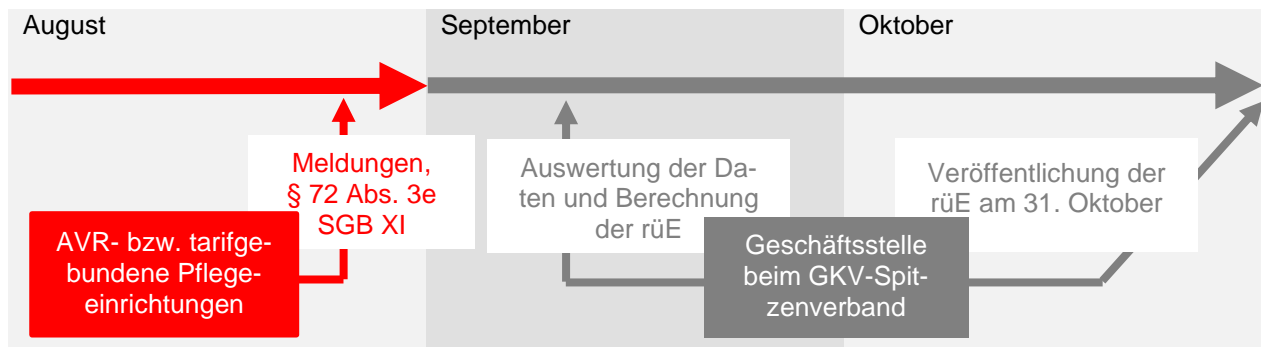 August
September
Oktober
Meldungen,
§ 72 Abs. 3e
SGB XI
AVR- bzw. tarifge-
bundene Pflege-
einrichtungen
Auswertung der Da-
ten und Berechnung
der rüE
Geschäftsstelle
beim GKV-Spit-
zenverband
Veröffentlichung der
rüE am 31. Oktober